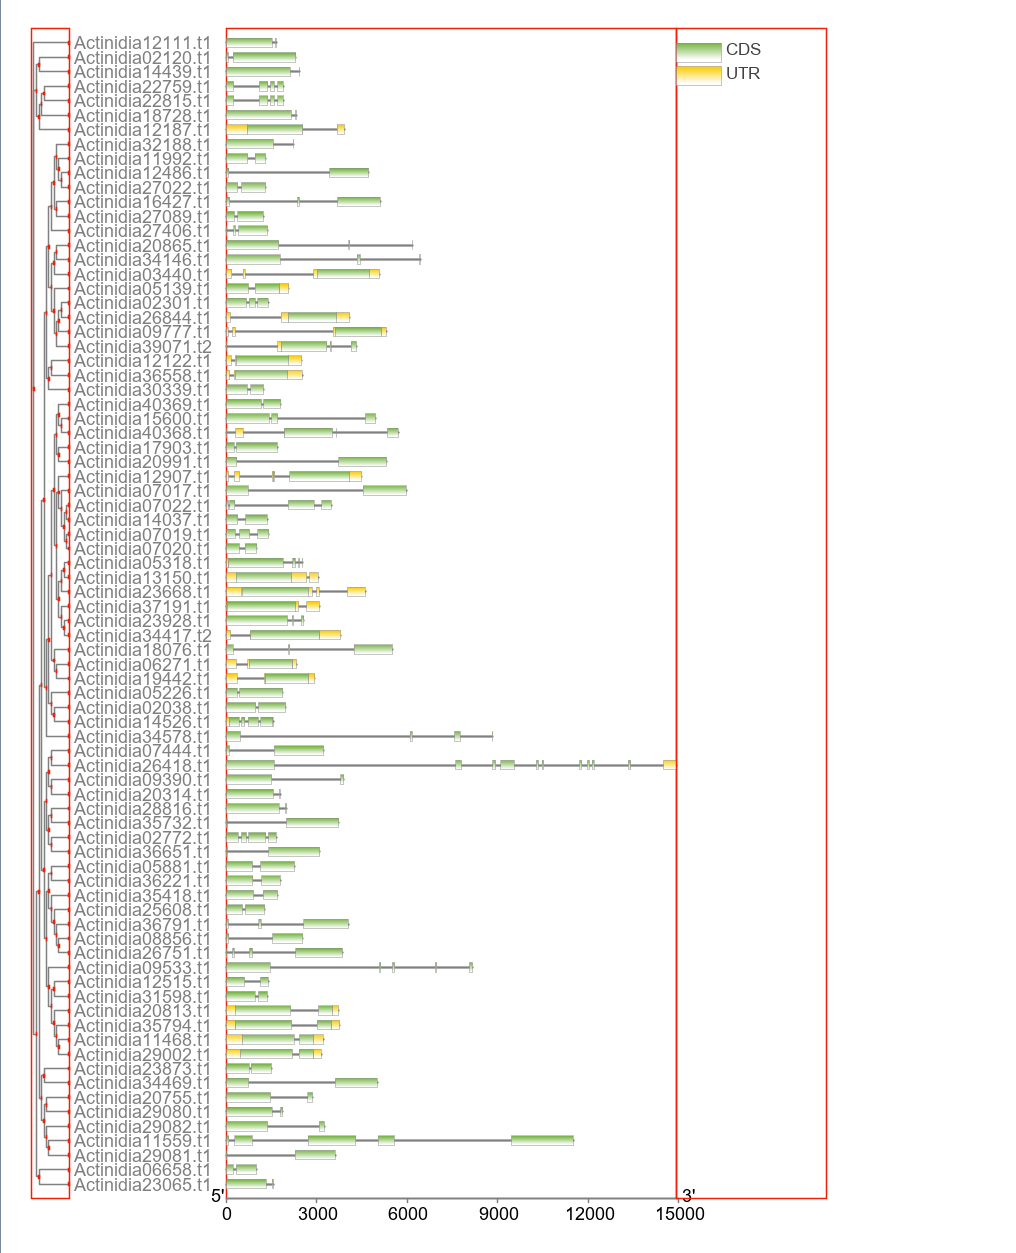 Actinidia12111.t1
CDS
Actinidia02120.t1
Actinidia14439.t1
UTR
Actinidia22759.t1
Actinidia22815.t1
Actinidia18728.t1
Actinidia12187.t1
Actinidia32188.t1
Actinidia11992.t1
Actinidia12486.t1
Actinidia27022.t1
Actinidia16427.t1
Actinidia27089.t1
Actinidia27406.t1
Actinidia20865.t1
Actinidia34146.t1
Actinidia03440.t1
Actinidia05139.t1
Actinidia02301.t1
Actinidia26844.t1
Actinidia09777.t1
Actinidia39071.t2
Actinidia12122.t1
Actinidia36558.t1
Actinidia30339.t1
Actinidia40369.t1
Actinidia15600.t1
Actinidia40368.t1
Actinidia17903.t1
Actinidia20991.t1
Actinidia12907.t1
Actinidia07017.t1
Actinidia07022.t1
Actinidia14037.t1
Actinidia07019.t1
Actinidia07020.t1
Actinidia05318.t1
Actinidia13150.t1
Actinidia23668.t1
Actinidia37191.t1
Actinidia23928.t1
Actinidia34417.t2
Actinidia18076.t1
Actinidia06271.t1
Actinidia19442.t1
Actinidia05226.t1
Actinidia02038.t1
Actinidia14526.t1
Actinidia34578.t1
Actinidia07444.t1
Actinidia26418.t1
Actinidia09390.t1
Actinidia20314.t1
Actinidia28816.t1
Actinidia35732.t1
Actinidia02772.t1
Actinidia36651.t1
Actinidia05881.t1
Actinidia36221.t1
Actinidia35418.t1
Actinidia25608.t1
Actinidia36791.t1
Actinidia08856.t1
Actinidia26751.t1
Actinidia09533.t1
Actinidia12515.t1
Actinidia31598.t1
Actinidia20813.t1
Actinidia35794.t1
Actinidia11468.t1
Actinidia29002.t1
Actinidia23873.t1
Actinidia34469.t1
Actinidia20755.t1
Actinidia29080.t1
Actinidia29082.t1
Actinidia11559.t1
Actinidia29081.t1
Actinidia06658.t1
Actinidia23065.t1
5' 3'
0 3000 6000 9000 12000 15000